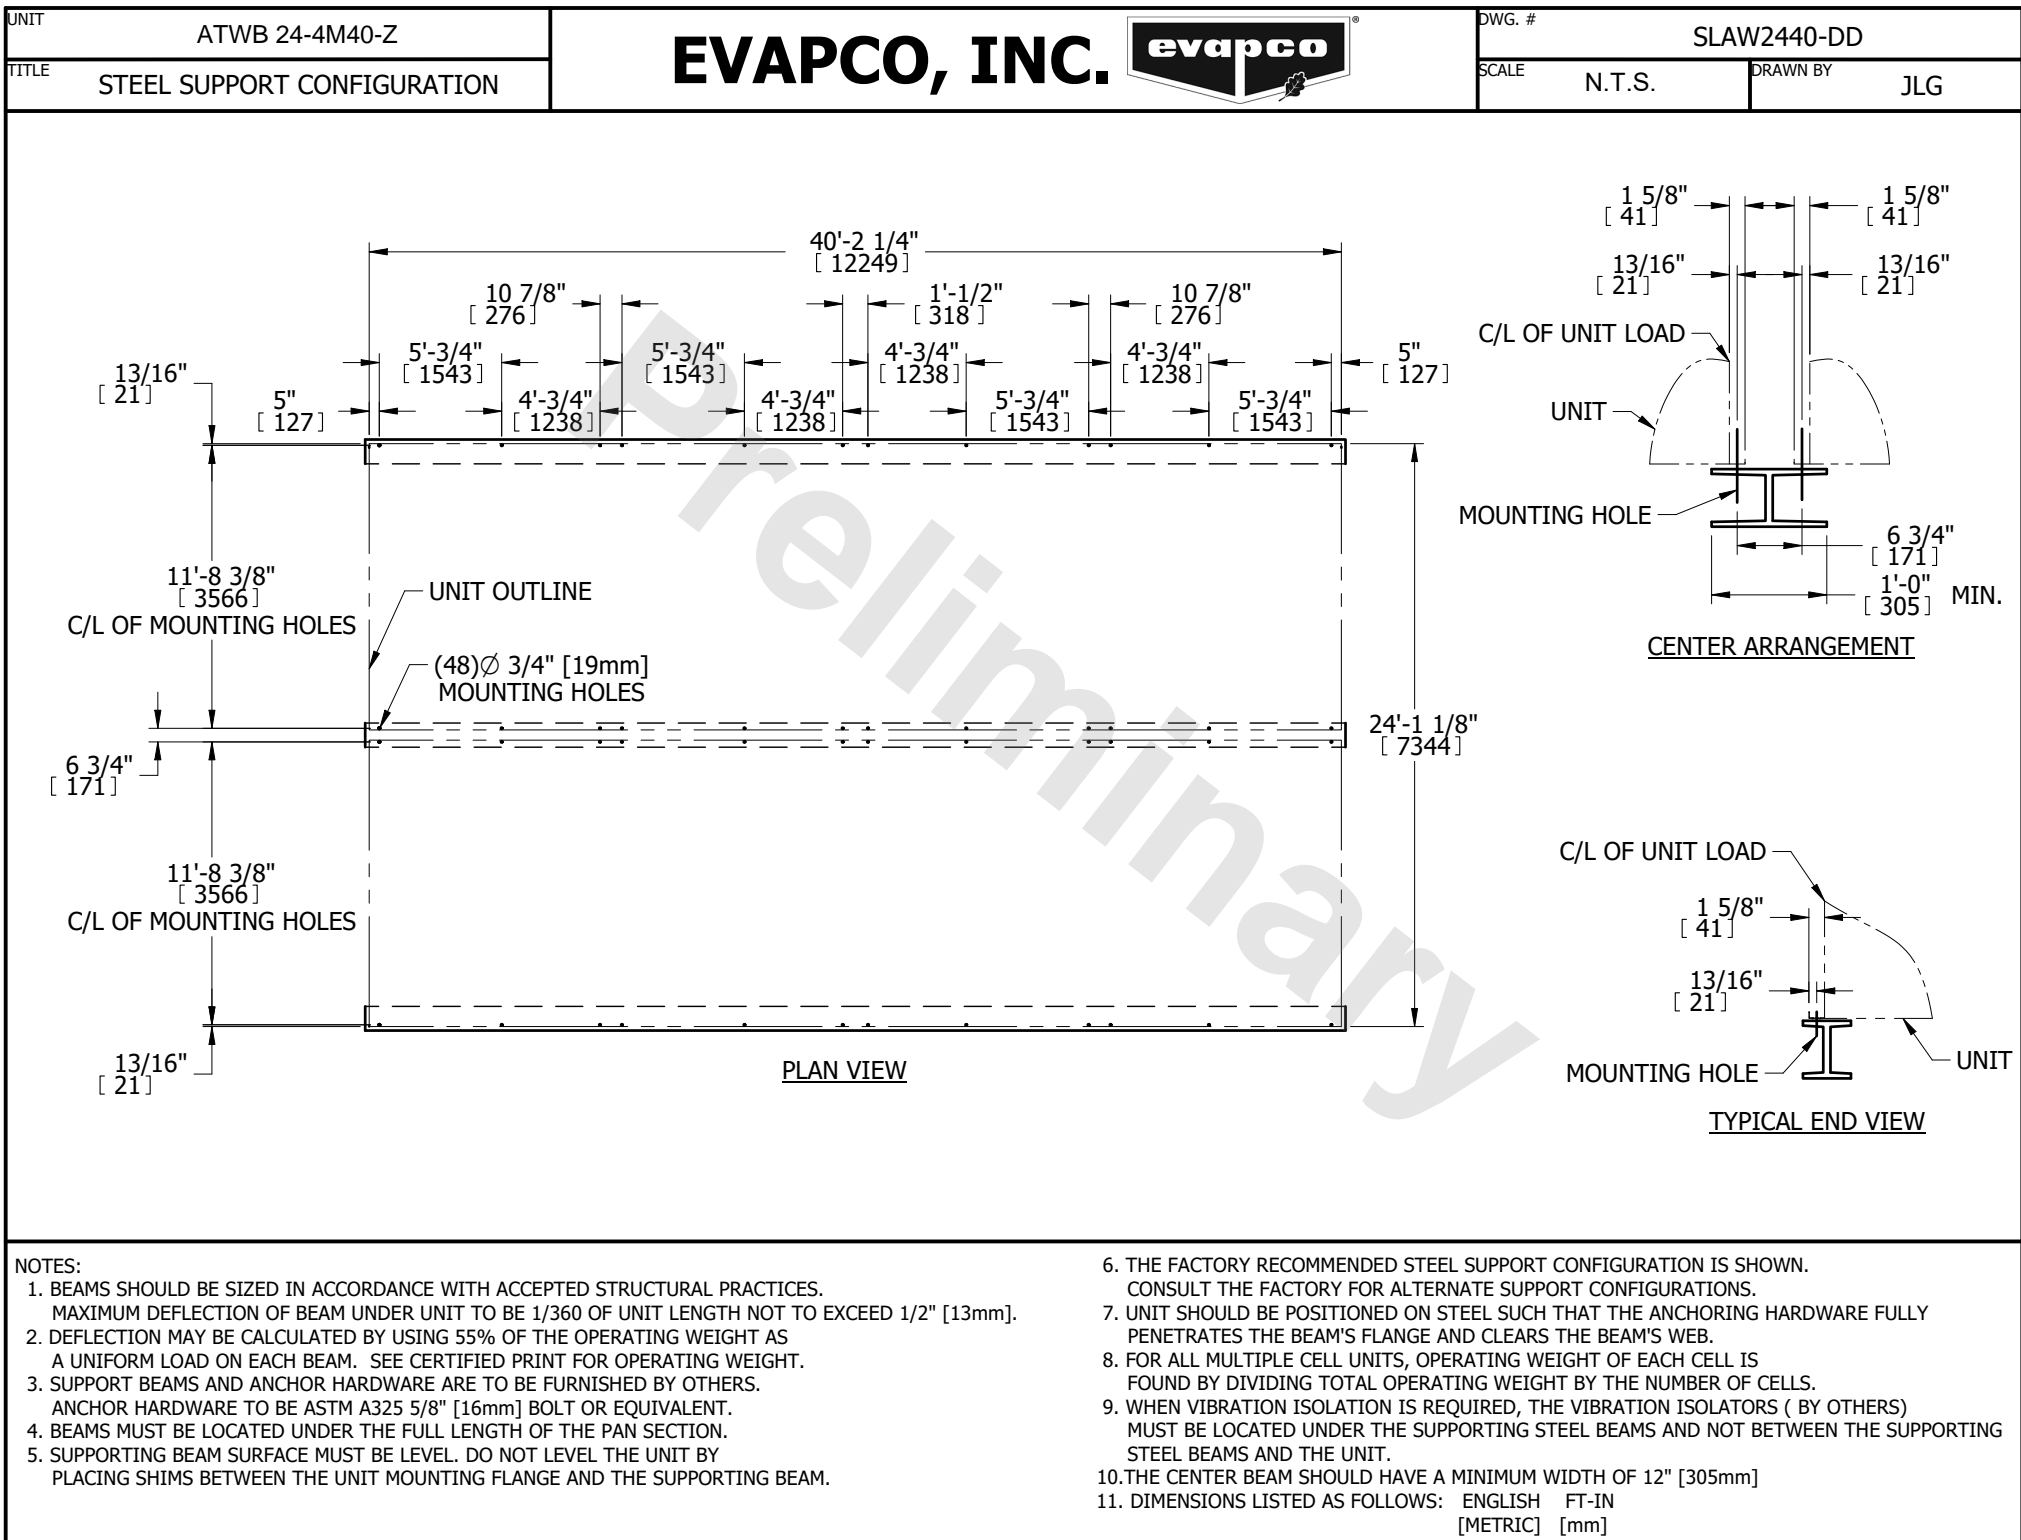 UNIT
ATWB 24-4M40-Z
TITLE
STEEL SUPPORT CONFIGURATION
EVAPCO, INC.
evapco
®
DWG. #
SLAW2440-DD
SCALE
N.T.S.
DRAWN BY
JLG
40'-2 1/4"
[ 12249]
10 7/8"
[ 276]
1'-1/2"
[ 318 ]
10 7/8"
[ 276]
5'-3/4"
[ 1543]
5'-3/4"
[ 1543]
4'-3/4"
[ 1238]
4'-3/4"
[ 1238]
5"
[ 127]
13/16"
[ 21]
5"
[ 127]
4'-3/4"
[ 1238]
4'-3/4"
[ 1238]
5'-3/4"
[ 1543]
5'-3/4"
[ 1543]
11'-8 3/8"
[ 3566]
C/L OF MOUNTING HOLES
UNIT OUTLINE
(48)Ø 3/4" [19mm]
MOUNTING HOLES
6 3/4"
[ 171]
24'-1 1/8"
[ 7344]
11'-8 3/8"
[ 3566]
C/L OF MOUNTING HOLES
13/16"
[ 21]
PLAN VIEW
Preliminary
1 5/8"
[ 41]
1 5/8"
[ 41]
13/16"
[ 21]
13/16"
[ 21]
C/L OF UNIT LOAD
UNIT
MOUNTING HOLE
6 3/4"
[ 171]
1'-0"
[ 305] MIN.
CENTER ARRANGEMENT
C/L OF UNIT LOAD
1 5/8"
[ 41]
13/16"
[ 21]
MOUNTING HOLE
UNIT
TYPICAL END VIEW
NOTES:
1. BEAMS SHOULD BE SIZED IN ACCORDANCE WITH ACCEPTED STRUCTURAL PRACTICES.
MAXIMUM DEFLECTION OF BEAM UNDER UNIT TO BE 1/360 OF UNIT LENGTH NOT TO EXCEED 1/2" [13mm].
2. DEFLECTION MAY BE CALCULATED BY USING 55% OF THE OPERATING WEIGHT AS
A UNIFORM LOAD ON EACH BEAM. SEE CERTIFIED PRINT FOR OPERATING WEIGHT.
3. SUPPORT BEAMS AND ANCHOR HARDWARE ARE TO BE FURNISHED BY OTHERS.
ANCHOR HARDWARE TO BE ASTM A325 5/8" [16mm] BOLT OR EQUIVALENT.
4. BEAMS MUST BE LOCATED UNDER THE FULL LENGTH OF THE PAN SECTION.
5. SUPPORTING BEAM SURFACE MUST BE LEVEL. DO NOT LEVEL THE UNIT BY
PLACING SHIMS BETWEEN THE UNIT MOUNTING FLANGE AND THE SUPPORTING BEAM.
6. THE FACTORY RECOMMENDED STEEL SUPPORT CONFIGURATION IS SHOWN.
CONSULT THE FACTORY FOR ALTERNATE SUPPORT CONFIGURATIONS.
7. UNIT SHOULD BE POSITIONED ON STEEL SUCH THAT THE ANCHORING HARDWARE FULLY
PENETRATES THE BEAM'S FLANGE AND CLEARS THE BEAM'S WEB.
8. FOR ALL MULTIPLE CELL UNITS, OPERATING WEIGHT OF EACH CELL IS
FOUND BY DIVIDING TOTAL OPERATING WEIGHT BY THE NUMBER OF CELLS.
9. WHEN VIBRATION ISOLATION IS REQUIRED, THE VIBRATION ISOLATORS ( BY OTHERS)
MUST BE LOCATED UNDER THE SUPPORTING STEEL BEAMS AND NOT BETWEEN THE SUPPORTING
STEEL BEAMS AND THE UNIT.
10.THE CENTER BEAM SHOULD HAVE A MINIMUM WIDTH OF 12" [305mm]
11. DIMENSIONS LISTED AS FOLLOWS: ENGLISH FT-IN
[METRIC] [mm]